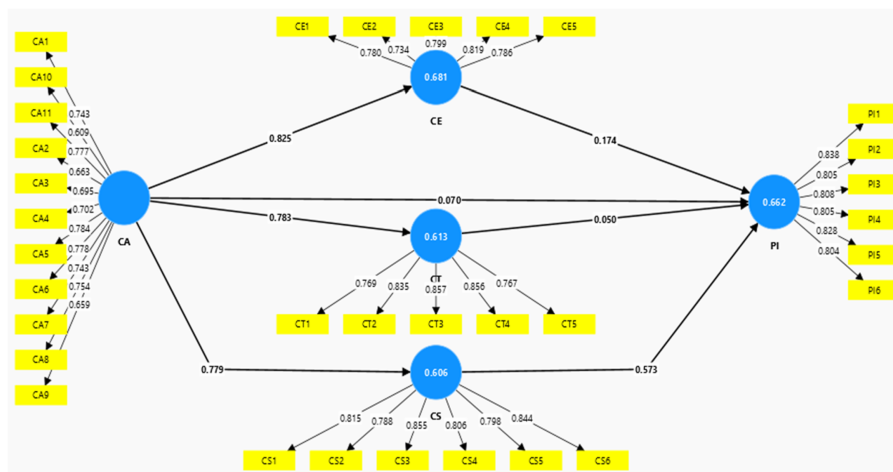 CE1 CE2 CE3 CE4 CE5
0.780 0.734 0.799 0.819 0.786
0.681
CE
CA1
CA10
CA11
CA2
CA3
CA4
CA5
CA6
CA7
CA8
CA9
0.743
0.609
0.777
0.663
0.695
0.702
0.784
0.778
0.743
0.754
0.659
CA
0.825
0.174
0.070
0.783
0.050
0.779
0.573
0.613
CT
0.769 0.835 0.857 0.856 0.767
CT1 CT2 CT3 CT4 CT5
0.606
CS
0.815 0.788 0.855 0.806 0.798 0.844
CS1 CS2 CS3 CS4 CS5 CS6
0.662
PI
0.838
0.805
0.808
0.805
0.828
0.804
PI1
PI2
PI3
PI4
PI5
PI6